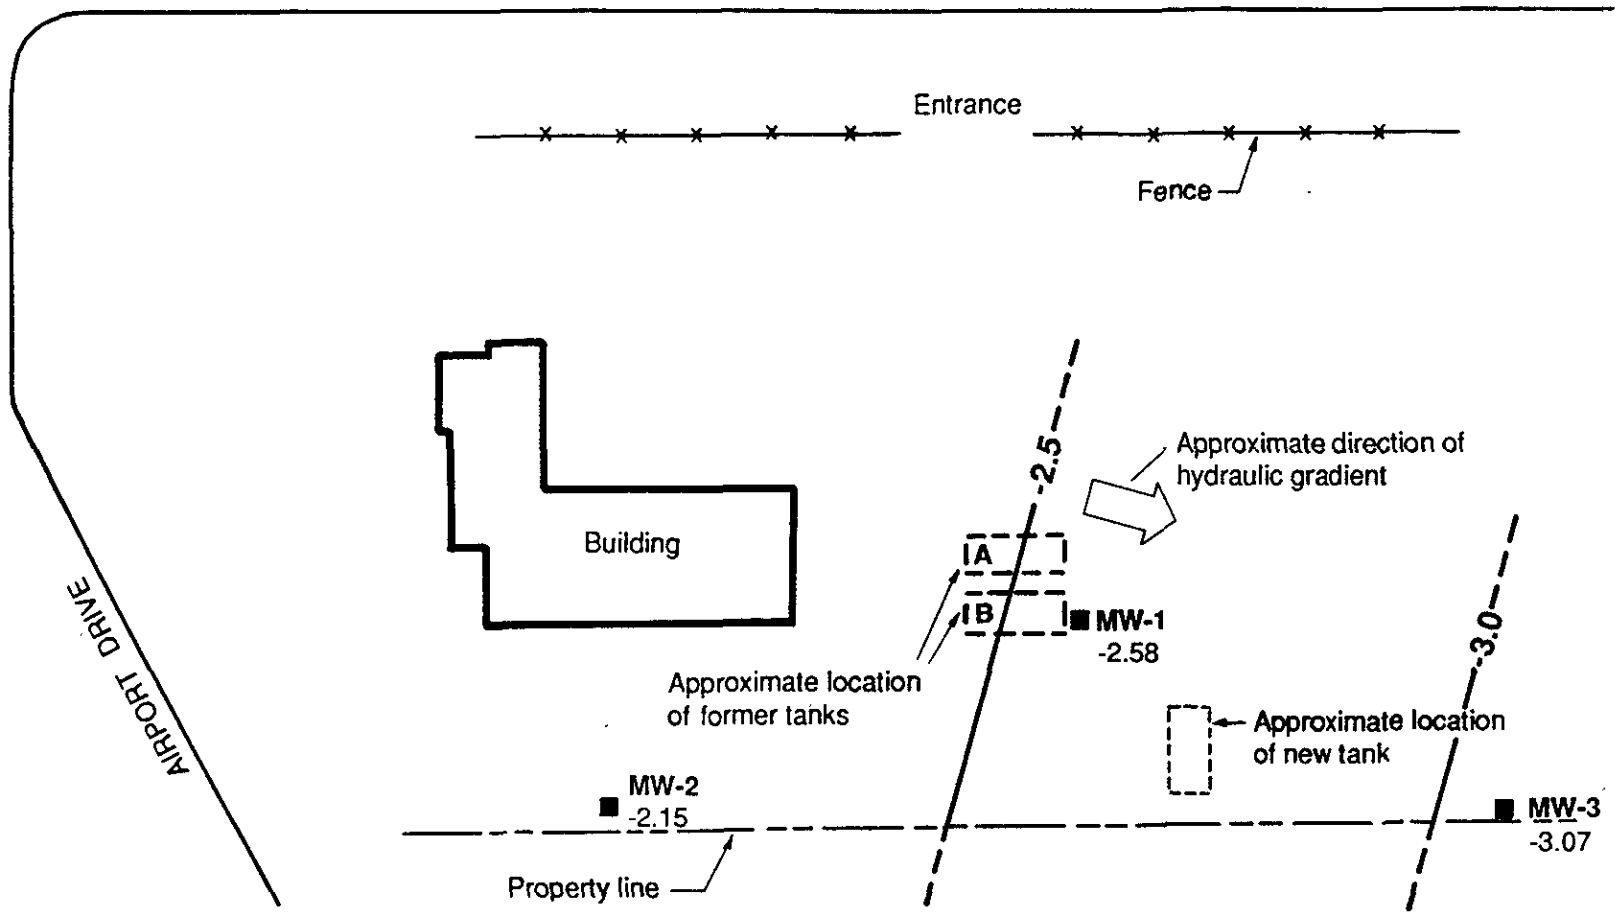 Entrance
Fence
-2.5
Approximate direction of
hydraulic gradient
A
Building
B
MW-1
-2.58
-3.0
AIRPORT DRIVE
Approximate location
of former tanks
Approximate location
of new tank
MW-2
-2.15
MW-3
-3.07
Property line